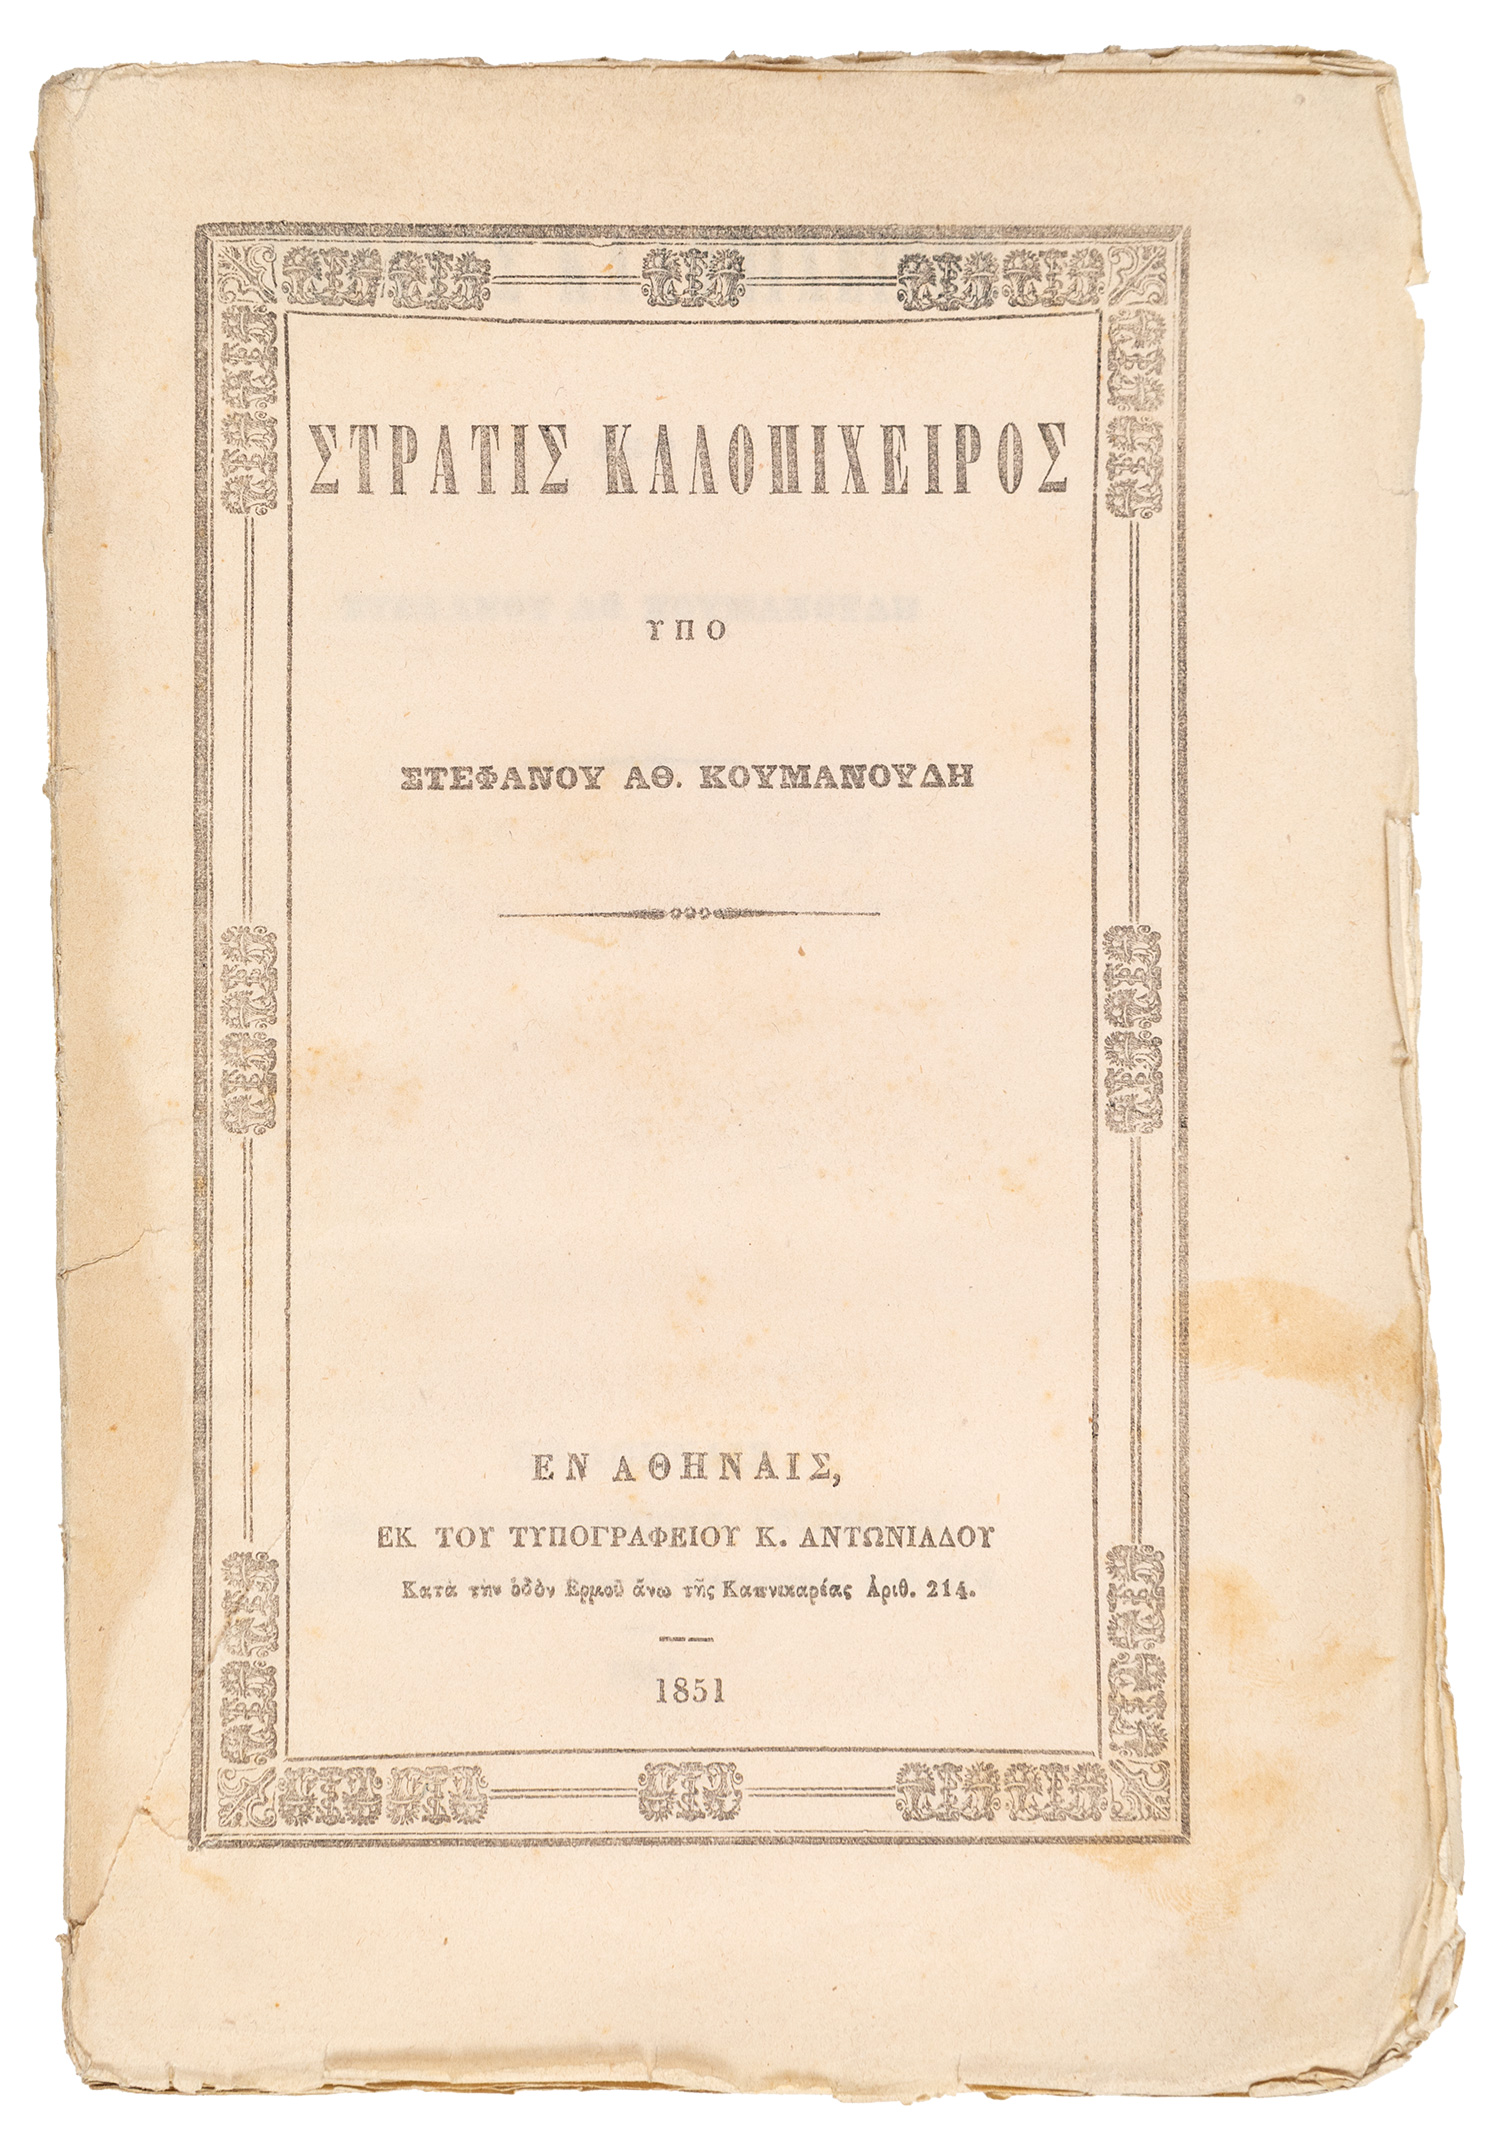 ΣΤΡΑΤΙΣ ΚΑΛΟΠΙΧΕΙΡΟΣ
ΥΠΟ
ΣΤΕΦΑΝΟΥ ΑΘ. ΚΟΥΜΑΝΟΥΔΗ
ΕΝ ΑΘΗΝΑΙΣ,
ΕΚ ΤΟΥ ΤΥΠΟΓΡΑΦΕΙΟΥ Κ. ΑΝΤΩΝΙΑΔΟΥ
Κατὰ τὴν ὁδὸν Ερμοῦ ἄνω τῆς Καπνικαρέας Ἀριθ. 214.
1851